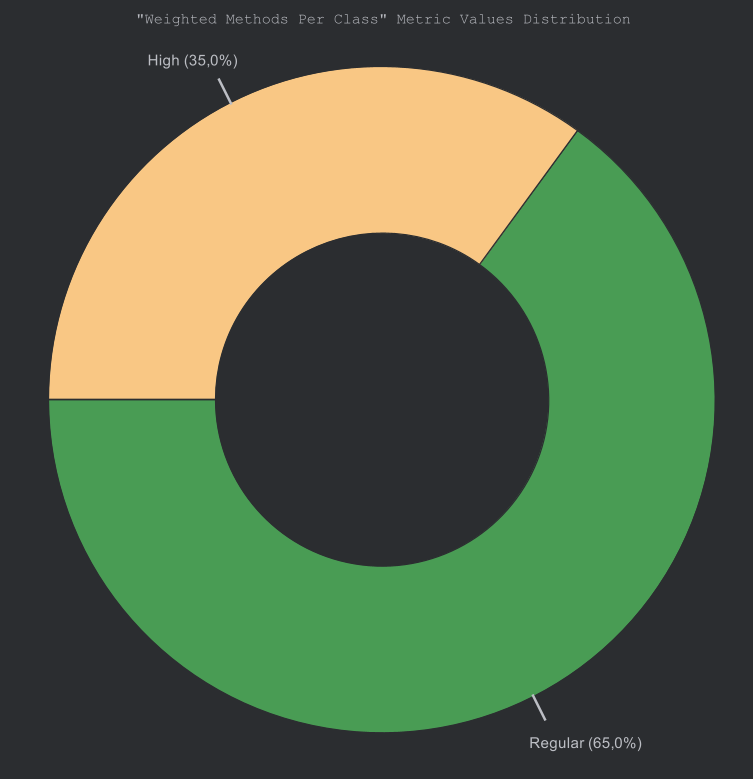 "Weighted Methods Per Class" Metric Values Distribution
High (35,0%)
Regular (65,0%)